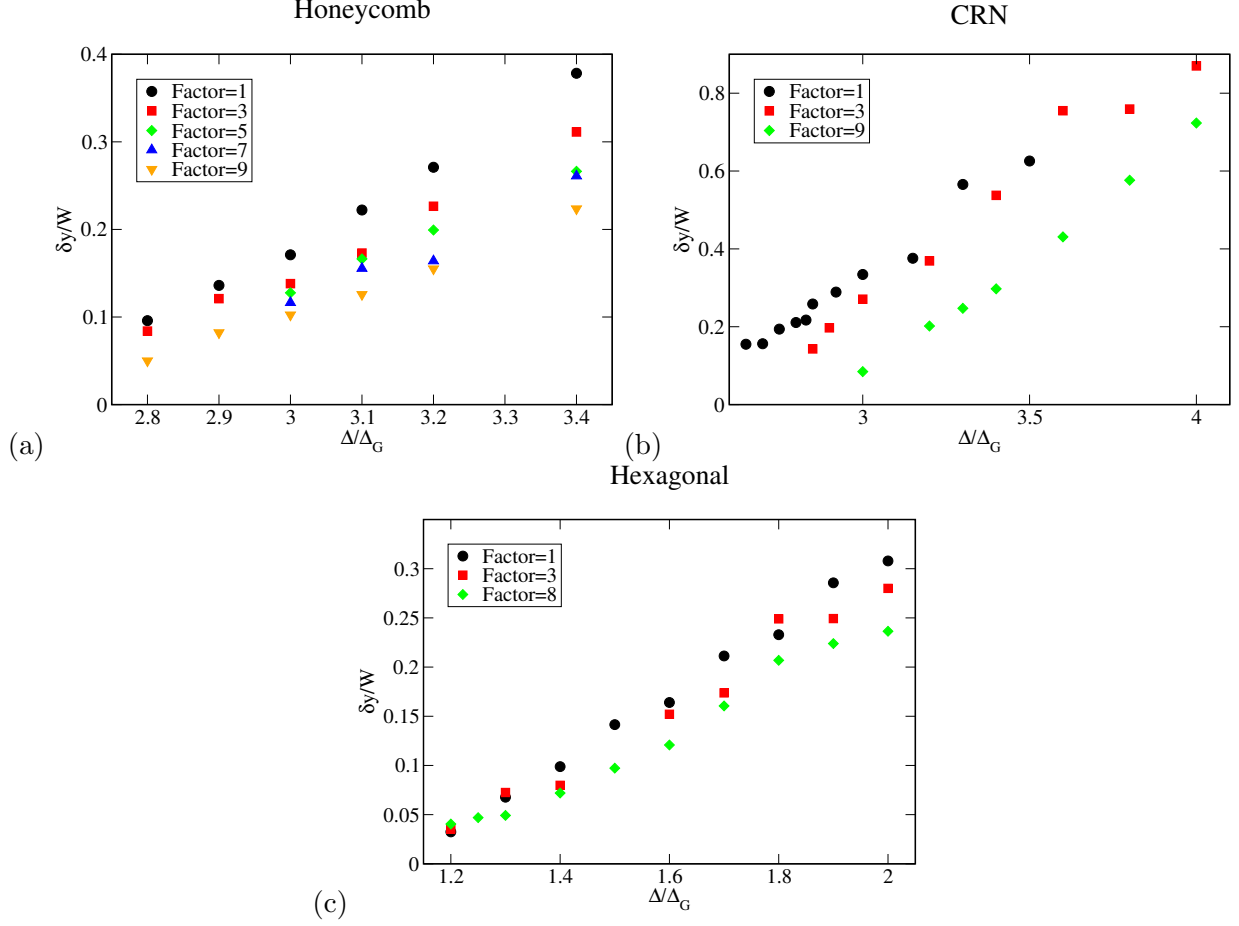 Honeycomb
0.4
0.3
0.2
0.1
0
δy/W
Factor=1
Factor=3
Factor=5
Factor=7
Factor=9
2.8 2.9 3 3.1 3.2 3.3 3.4
Δ/Δ_G
(a)
CRN
0.8
0.6
0.4
0.2
0
δy/W
Factor=1
Factor=3
Factor=9
3 3.5 4
Δ/Δ_G
(b)
Hexagonal
0.3
0.25
0.2
0.15
0.1
0.05
0
δy/W
Factor=1
Factor=3
Factor=8
1.2 1.4 1.6 1.8 2
Δ/Δ_G
(c)